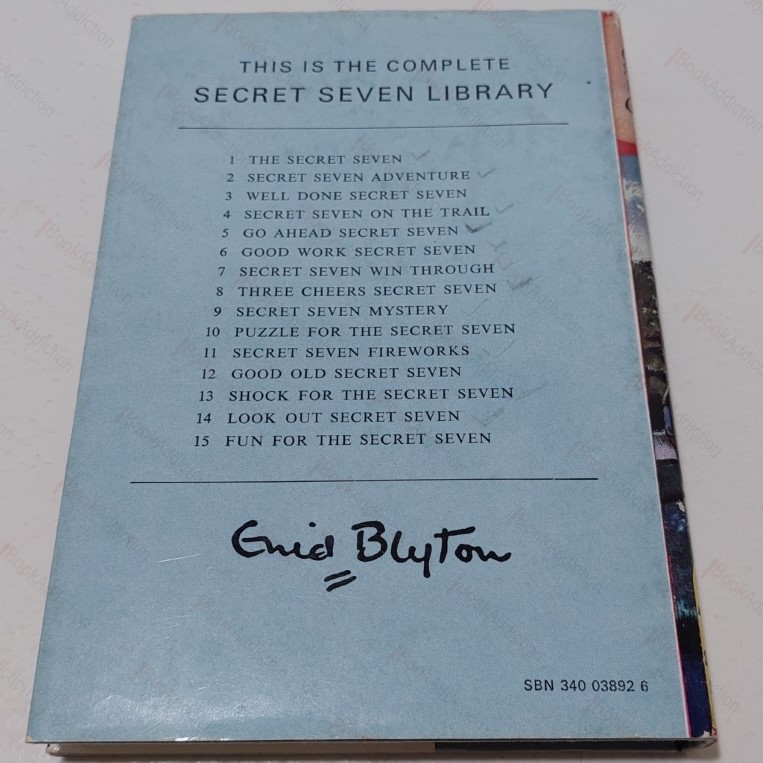 THIS IS THE COMPLETE
SECRET SEVEN LIBRARY
1 THE SECRET SEVEN
2 SECRET SEVEN ADVENTURE
3 WELL DONE SECRET SEVEN
4 SECRET SEVEN ON THE TRAIL
5 GO AHEAD SECRET SEVEN
6 GOOD WORK SECRET SEVEN
7 SECRET SEVEN WIN THROUGH
8 THREE CHEERS SECRET SEVEN
9 SECRET SEVEN MYSTERY
10 PUZZLE FOR THE SECRET SEVEN
11 SECRET SEVEN FIREWORKS
12 GOOD OLD SECRET SEVEN
13 SHOCK FOR THE SECRET SEVEN
14 LOOK OUT SECRET SEVEN
15 FUN FOR THE SECRET SEVEN
Enid Blyton
SBN 340 03892 6
BookAddiction